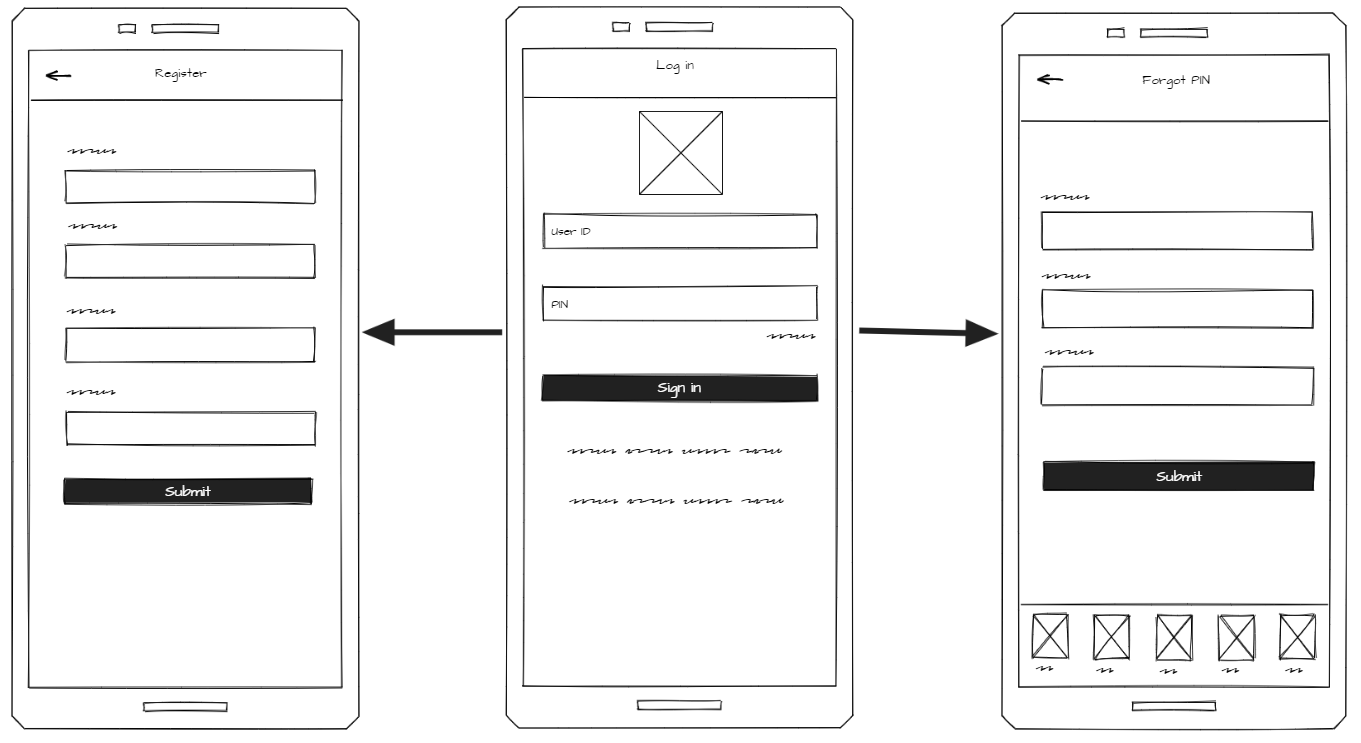 Register
Submit
Log in
User ID
PIN
Sign in
Forgot PIN
Submit